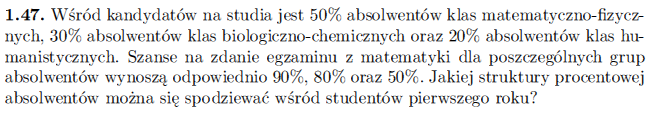 1.47. Wśród kandydatów na studia jest 50% absolwentów klas matematyczno-fizycz-
nych, 30% absolwentów klas biologiczno-chemicznych oraz 20% absolwentów klas hu-
manistycznych. Szanse na zdanie egzaminu z matematyki dla poszczególnych grup
absolwentów wynoszą odpowiednio 90%, 80% oraz 50%. Jakiej struktury procentowej
absolwentów można się spodziewać wśród studentów pierwszego roku?